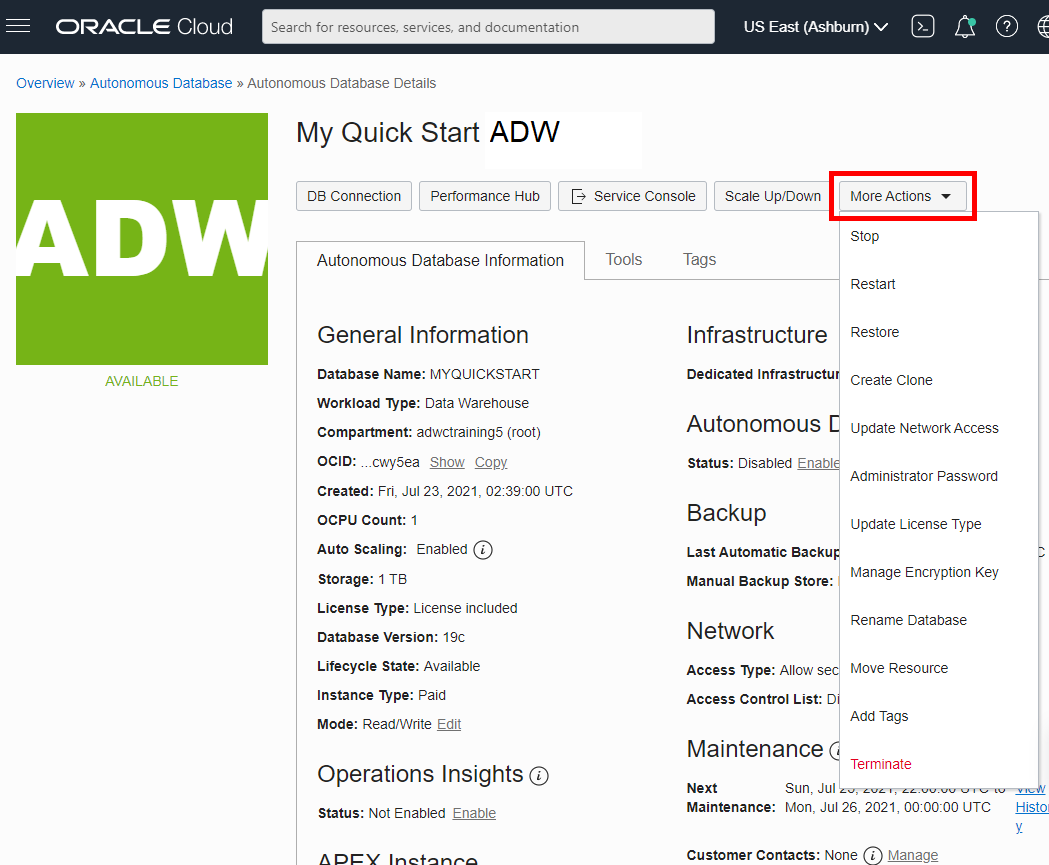 ORACLE Cloud
Search for resources, services, and documentation
US East (Ashburn)
Overview » Autonomous Database » Autonomous Database Details
ADW
AVAILABLE
My Quick Start ADW
DB Connection
Performance Hub
Service Console
Scale Up/Down
More Actions
Stop
Restart
Restore
Create Clone
Update Network Access
Administrator Password
Update License Type
Manage Encryption Key
Rename Database
Move Resource
Add Tags
Terminate
Autonomous Database Information
Tools
Tags
General Information
Database Name: MYQUICKSTART
Workload Type: Data Warehouse
Compartment: adwctraining5 (root)
OCID: ...cwy5ea Show Copy
Created: Fri, Jul 23, 2021, 02:39:00 UTC
OCPU Count: 1
Auto Scaling: Enabled
Storage: 1 TB
License Type: License included
Database Version: 19c
Lifecycle State: Available
Instance Type: Paid
Mode: Read/Write Edit
Operations Insights
Status: Not Enabled Enable
APEX Instance
Infrastructure
Dedicated Infrastructur
Autonomous D
Status: Disabled Enable
Backup
Last Automatic Backup
C
Manual Backup Store:
Network
Access Type: Allow sec
Access Control List: Di
Maintenance
Next Maintenance:
Sun, Jul 25, 2021, 22:00:00 UTC to
Mon, Jul 26, 2021, 00:00:00 UTC
View
Histor
y
Customer Contacts: None Manage